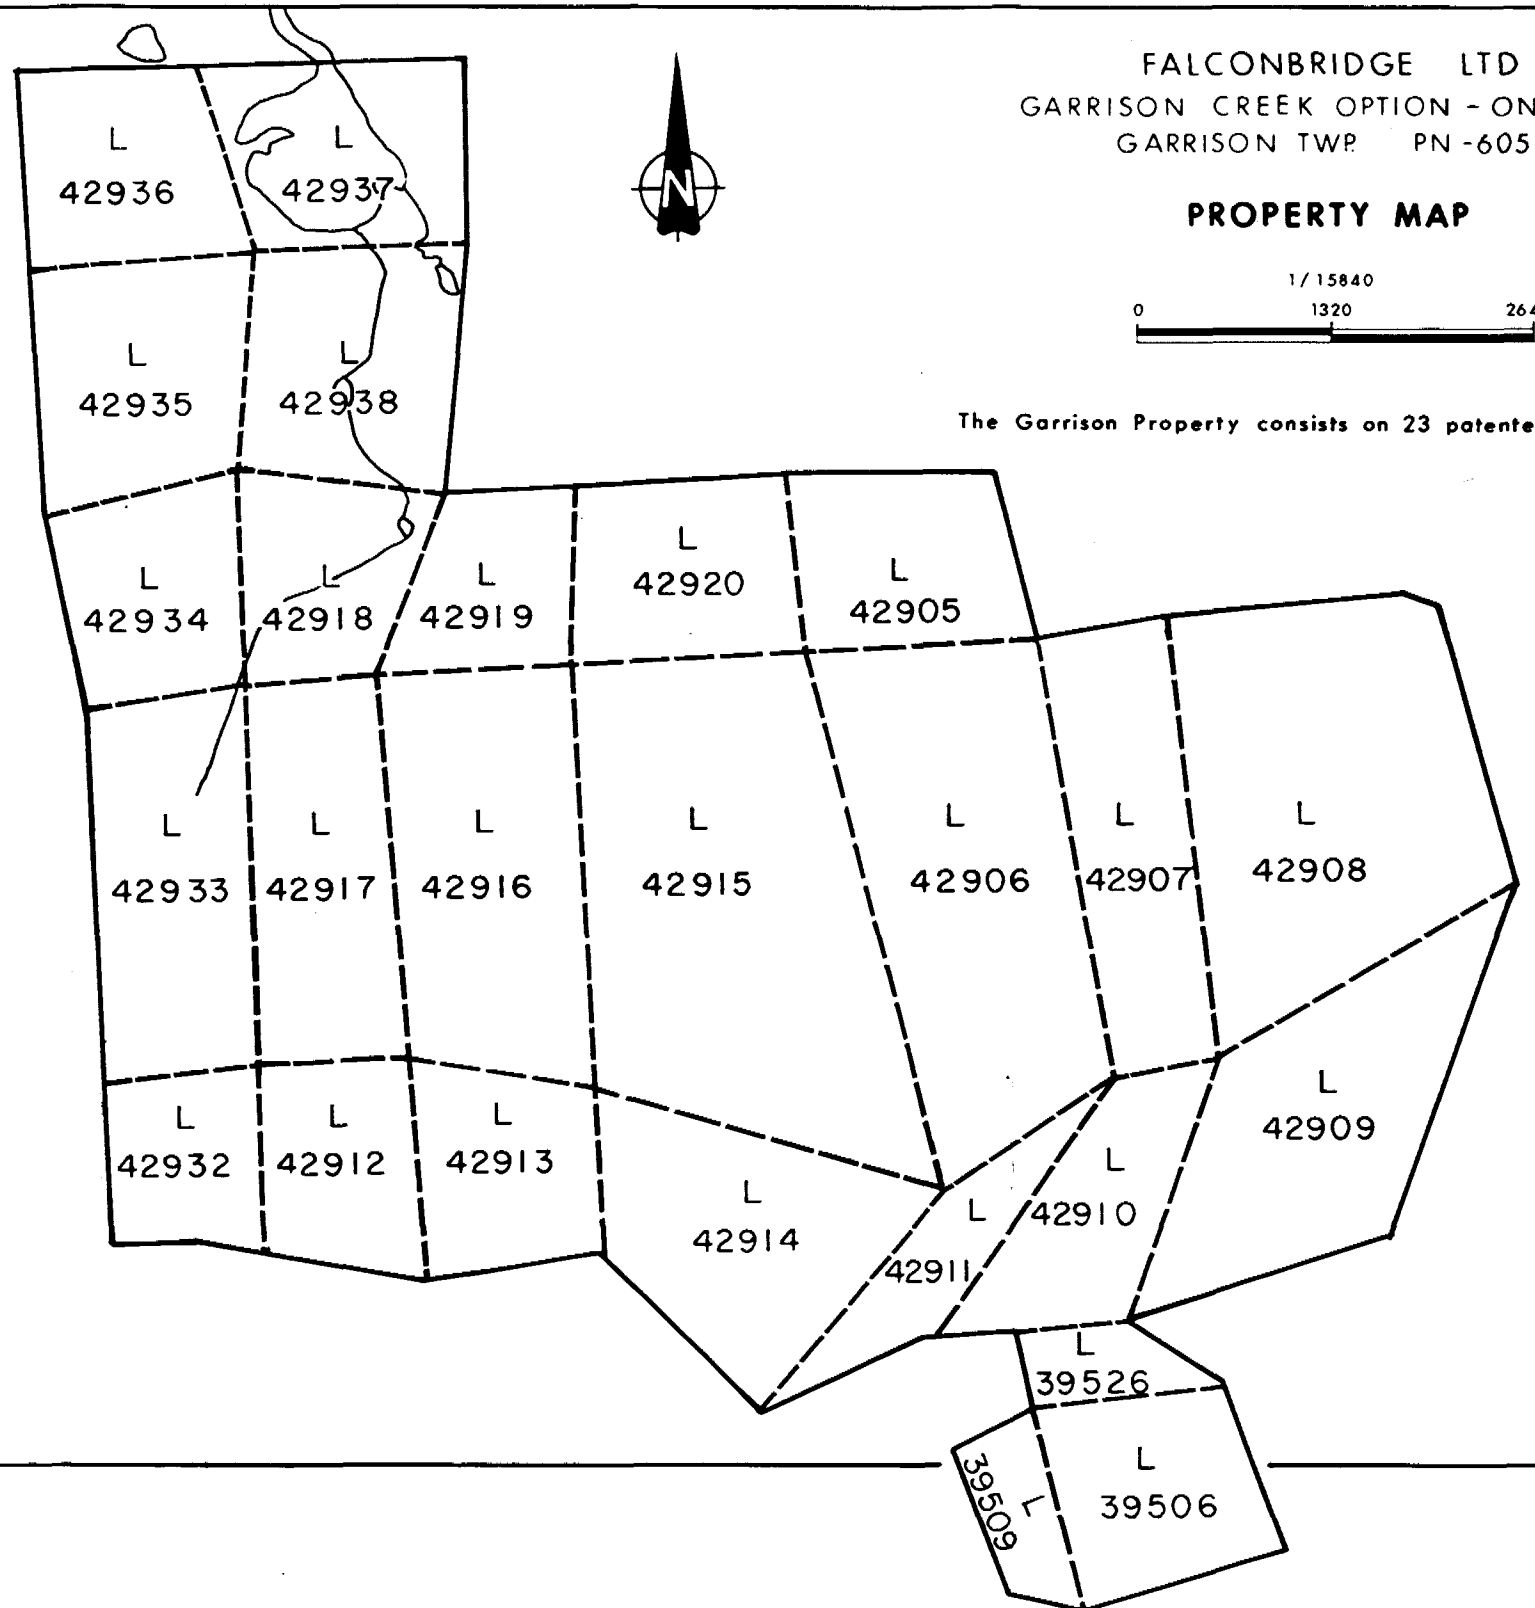 FALCONBRIDGE LTD
GARRISON CREEK OPTION - ON
GARRISON TWP. PN -605
PROPERTY MAP
1/15840
0 1320 264
The Garrison Property consists on 23 patente
N
L
42936
L
42937
L
42935
L
42938
L
42934
L
42918
L
42919
L
42920
L
42905
L
42933
L
42917
L
42916
L
42915
L
42906
L
42907
L
42908
L
42932
L
42912
L
42913
L
42914
L
42911
L
42910
L
42909
L
39526
L
39509
L
39506